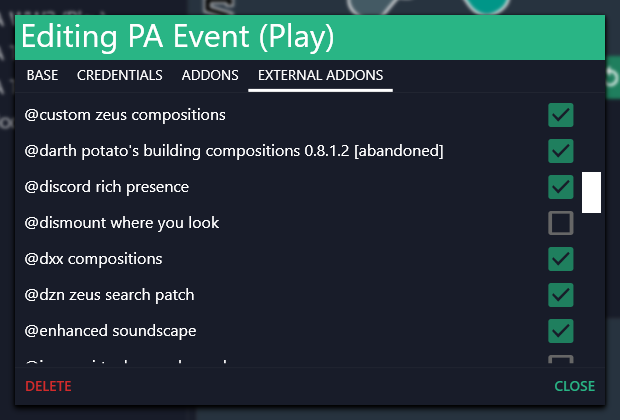 Editing PA Event (Play)
BASE CREDENTIALS ADDONS EXTERNAL ADDONS
@custom zeus compositions
@darth potato's building compositions 0.8.1.2 [abandoned]
@discord rich presence
@dismount where you look
@dxx compositions
@dzn zeus search patch
@enhanced soundscape
DELETE CLOSE